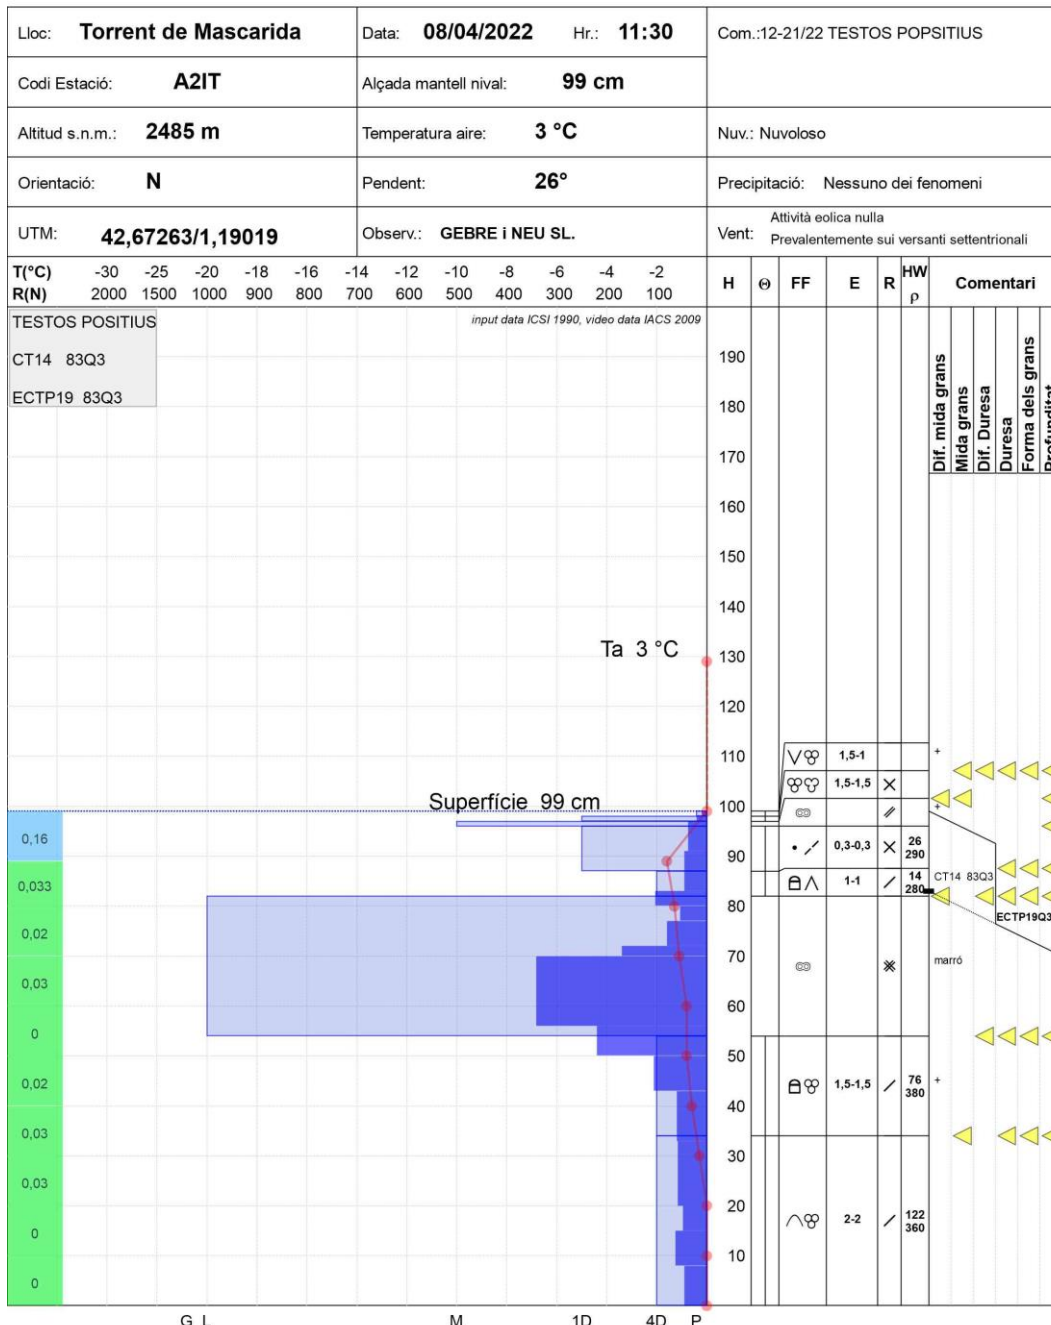 Lloc: Torrent de Mascarida Data: 08/04/2022 Hr.: 11:30 Com.:12-21/22 TESTOS POPSITIUS
Codi Estació: A2IT Alçada mantell nival: 99 cm
Altitud s.n.m.: 2485 m Temperatura aire: 3 °C Nuv.: Nuvoloso
Orientació: N Pendent: 26° Precipitació: Nessuno dei fenomeni
UTM: 42,67263/1,19019 Observ.: GEBRE i NEU SL. Vent: Attività eolica nulla
Prevalentemente sui versanti settentrionali
T(°C) -30 -25 -20 -18 -16 -14 -12 -10 -8 -6 -4 -2
R(N) 2000 1500 1000 900 800 700 600 500 400 300 200 100
H Θ FF E R HW ρ Comentari
TESTOS POSITIUS
CT14 83Q3
ECTP19 83Q3
input data ICSI 1990, video data IACS 2009
Dif. mida grans
Mida grans
Dif. Duresa
Duresa
Forma dels grans
Profunditat
190
180
170
160
150
140
Ta 3 °C 130
120
110 1,5-1 +
1,5-1,5
Superfície 99 cm 100 +
0,16 90 0,3-0,3 26
290
0,033 1-1 14
280 CT14 83Q3
80 ECTP19Q3
0,02
0,03 70 marró
60
0 50
0,02 1,5-1,5 76
380 +
40
0,03
0,03 30
20
0 2-2 122
360
10
0
G L M 1D 4D P